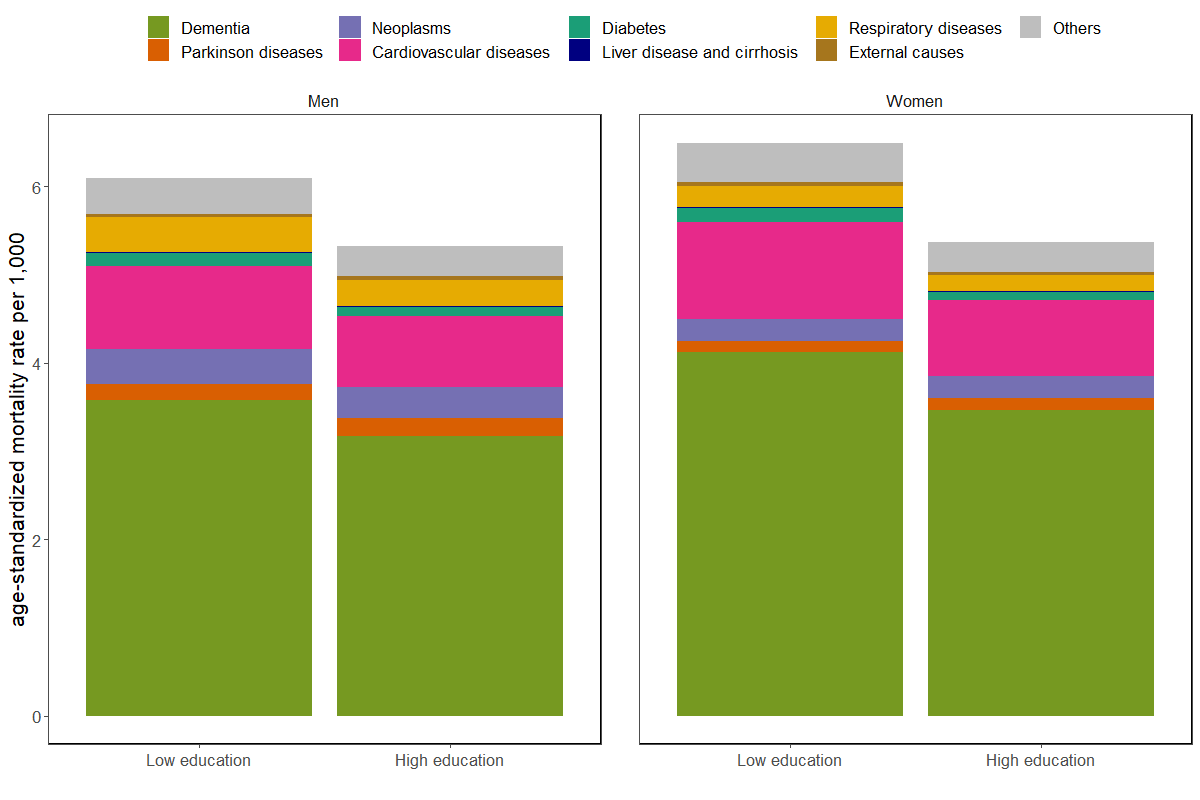 Dementia
Neoplasms
Diabetes
Respiratory diseases
Others
Parkinson diseases
Cardiovascular diseases
Liver disease and cirrhosis
External causes
Men
Women
age-standardized mortality rate per 1,000
6
4
2
0
Low education
High education
Low education
High education